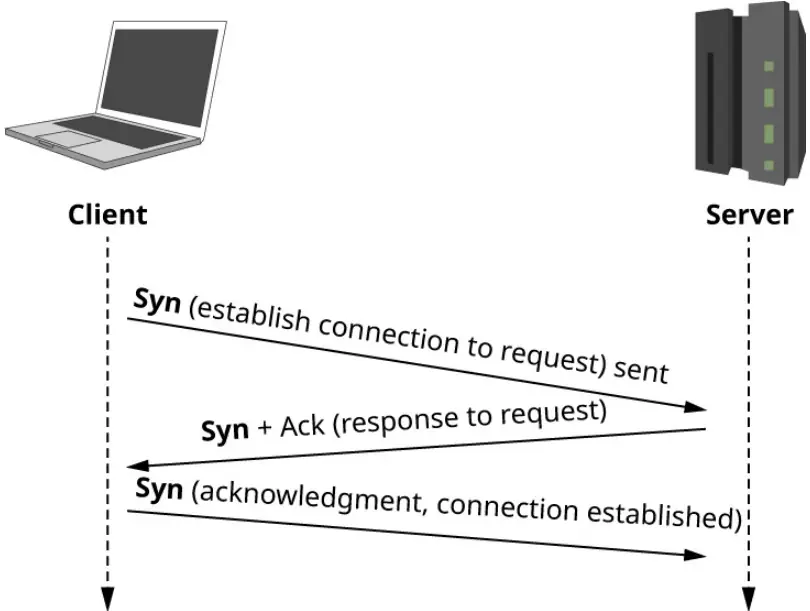 Client
Server
Syn (establish connection to request) sent
Syn + Ack (response to request)
Syn (acknowledgment, connection established)